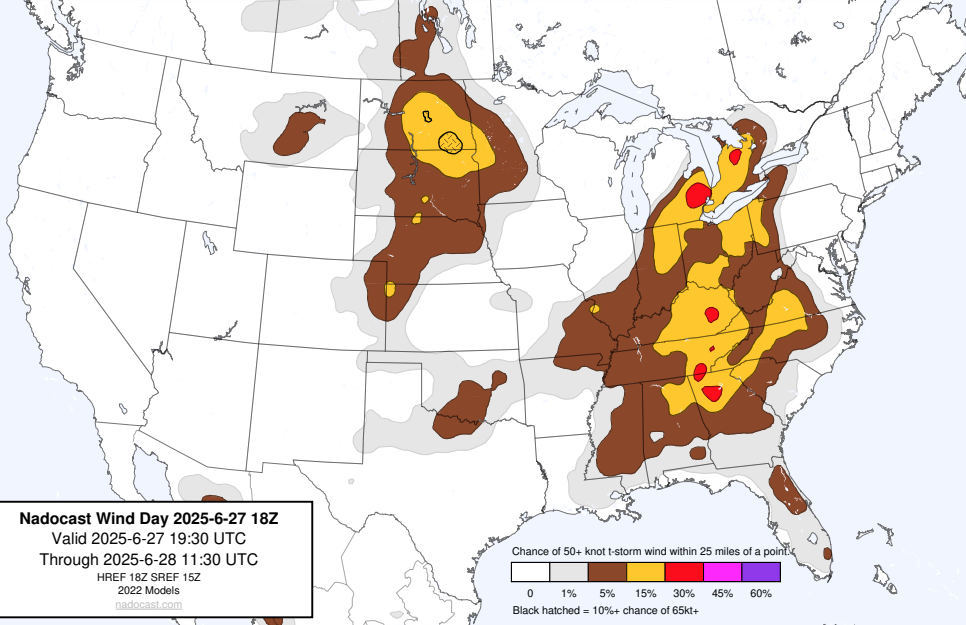 Nadocast Wind Day 2025-6-27 18Z
Valid 2025-6-27 19:30 UTC
Through 2025-6-28 11:30 UTC
HREF 18Z SREF 15Z
2022 Models
nadocast.com
Chance of 50+ knot t-storm wind within 25 miles of a point.
0 1% 5% 15% 30% 45% 60%
Black hatched = 10%+ chance of 65kt+